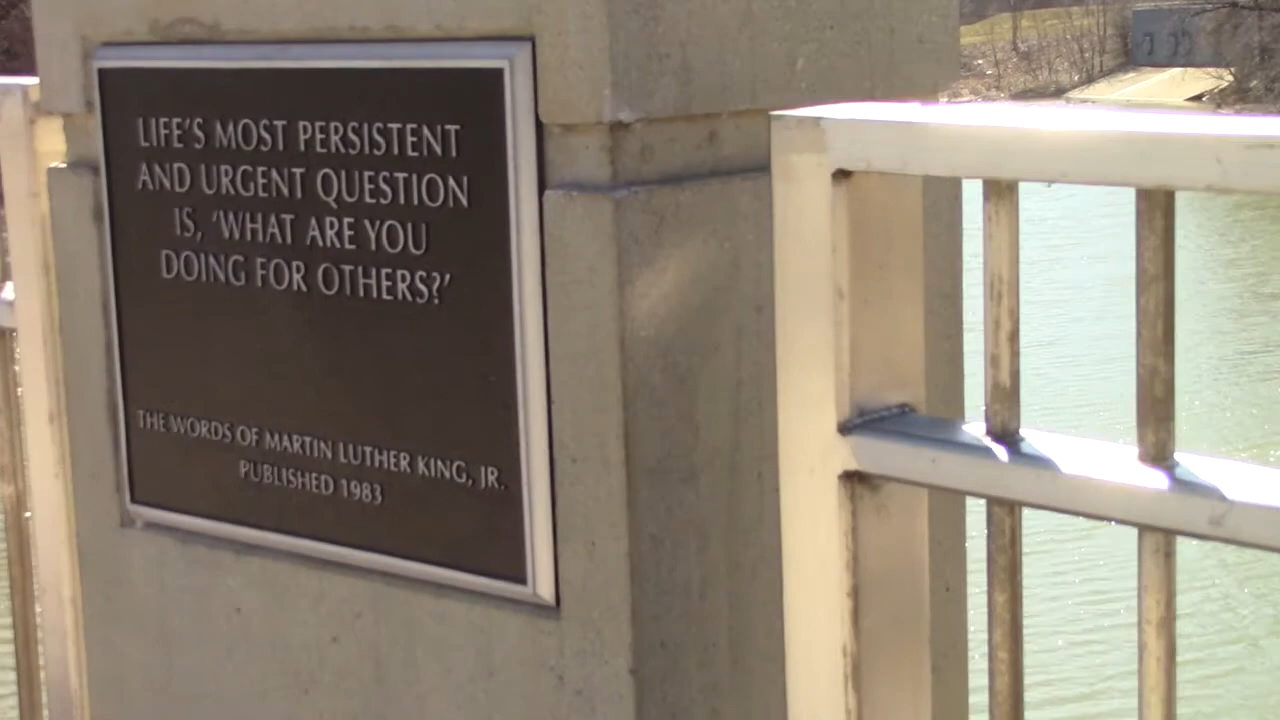 LIFE'S MOST PERSISTENT
AND URGENT QUESTION
IS, 'WHAT ARE YOU
DOING FOR OTHERS?'
THE WORDS OF MARTIN LUTHER KING, JR.
PUBLISHED 1983